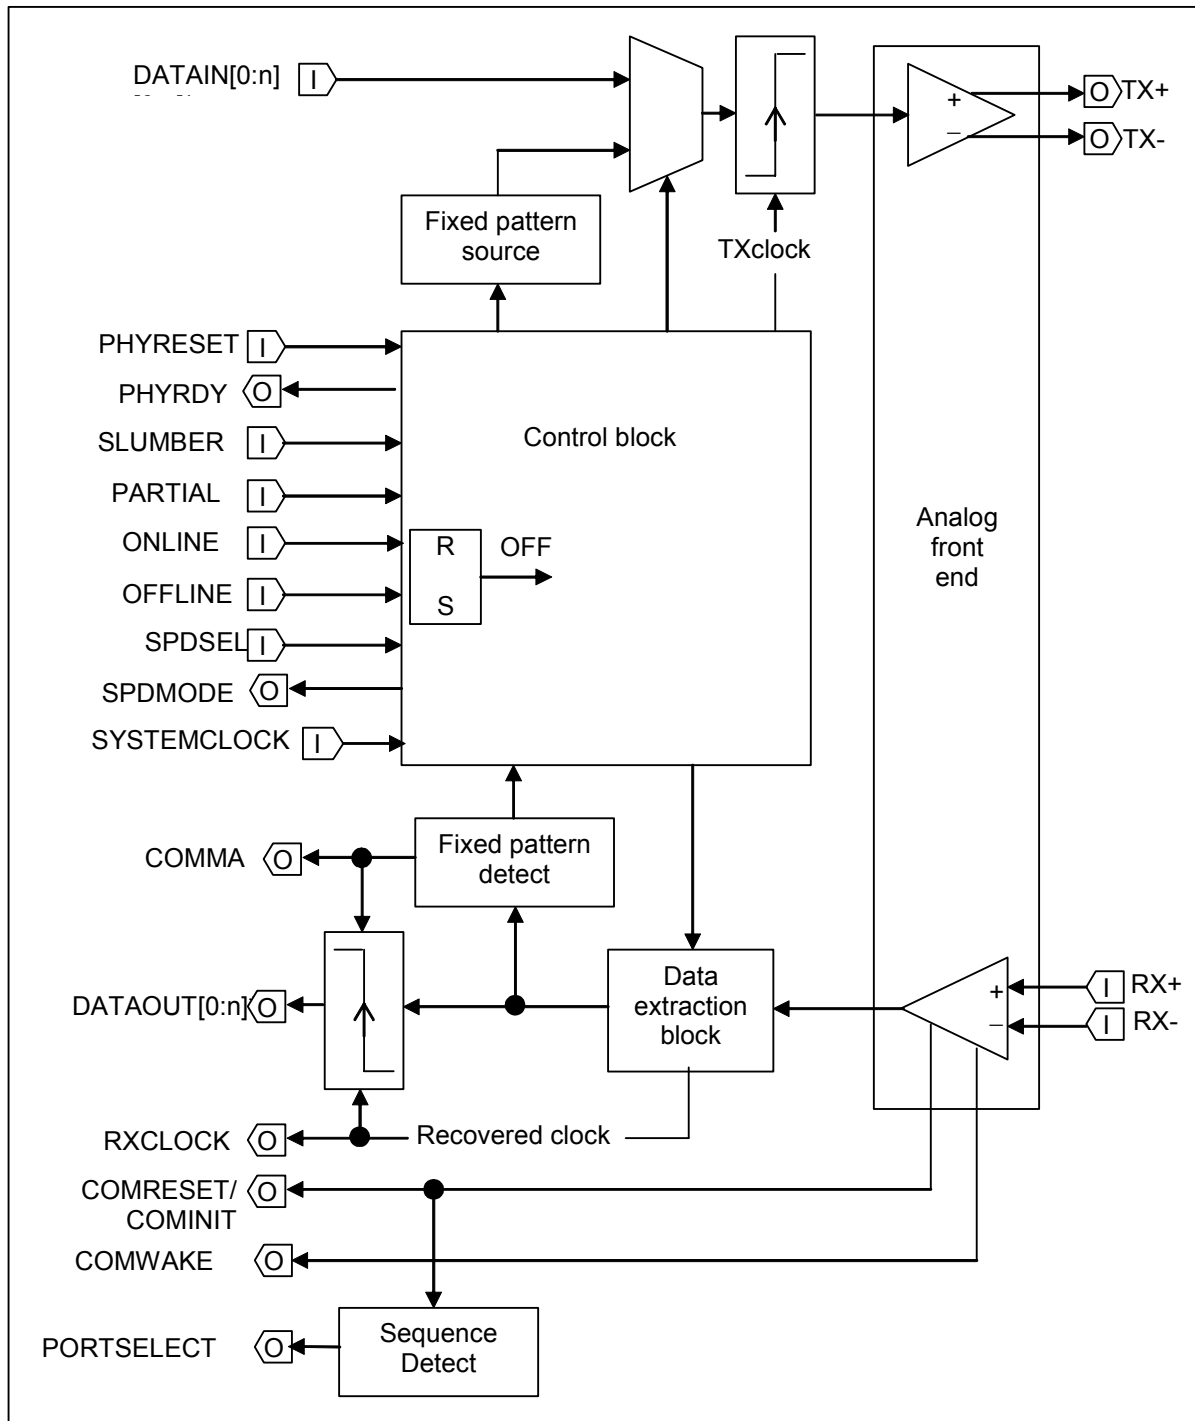 DATAIN[0:n] I
+
−
O TX+
O TX-
Fixed pattern
source
TXclock
PHYRESET I
PHYRDY O
SLUMBER I
PARTIAL I
ONLINE I
OFFLINE I
SPDSEL I
SPDMODE O
SYSTEMCLOCK I
Control block
R
S
OFF
Analog
front
end
COMMA O
Fixed pattern
detect
DATAOUT[0:n] O
Data
extraction
block
+
−
I RX+
I RX-
RXCLOCK O
Recovered clock
COMRESET/ O
COMINIT
COMWAKE O
PORTSELECT O
Sequence
Detect